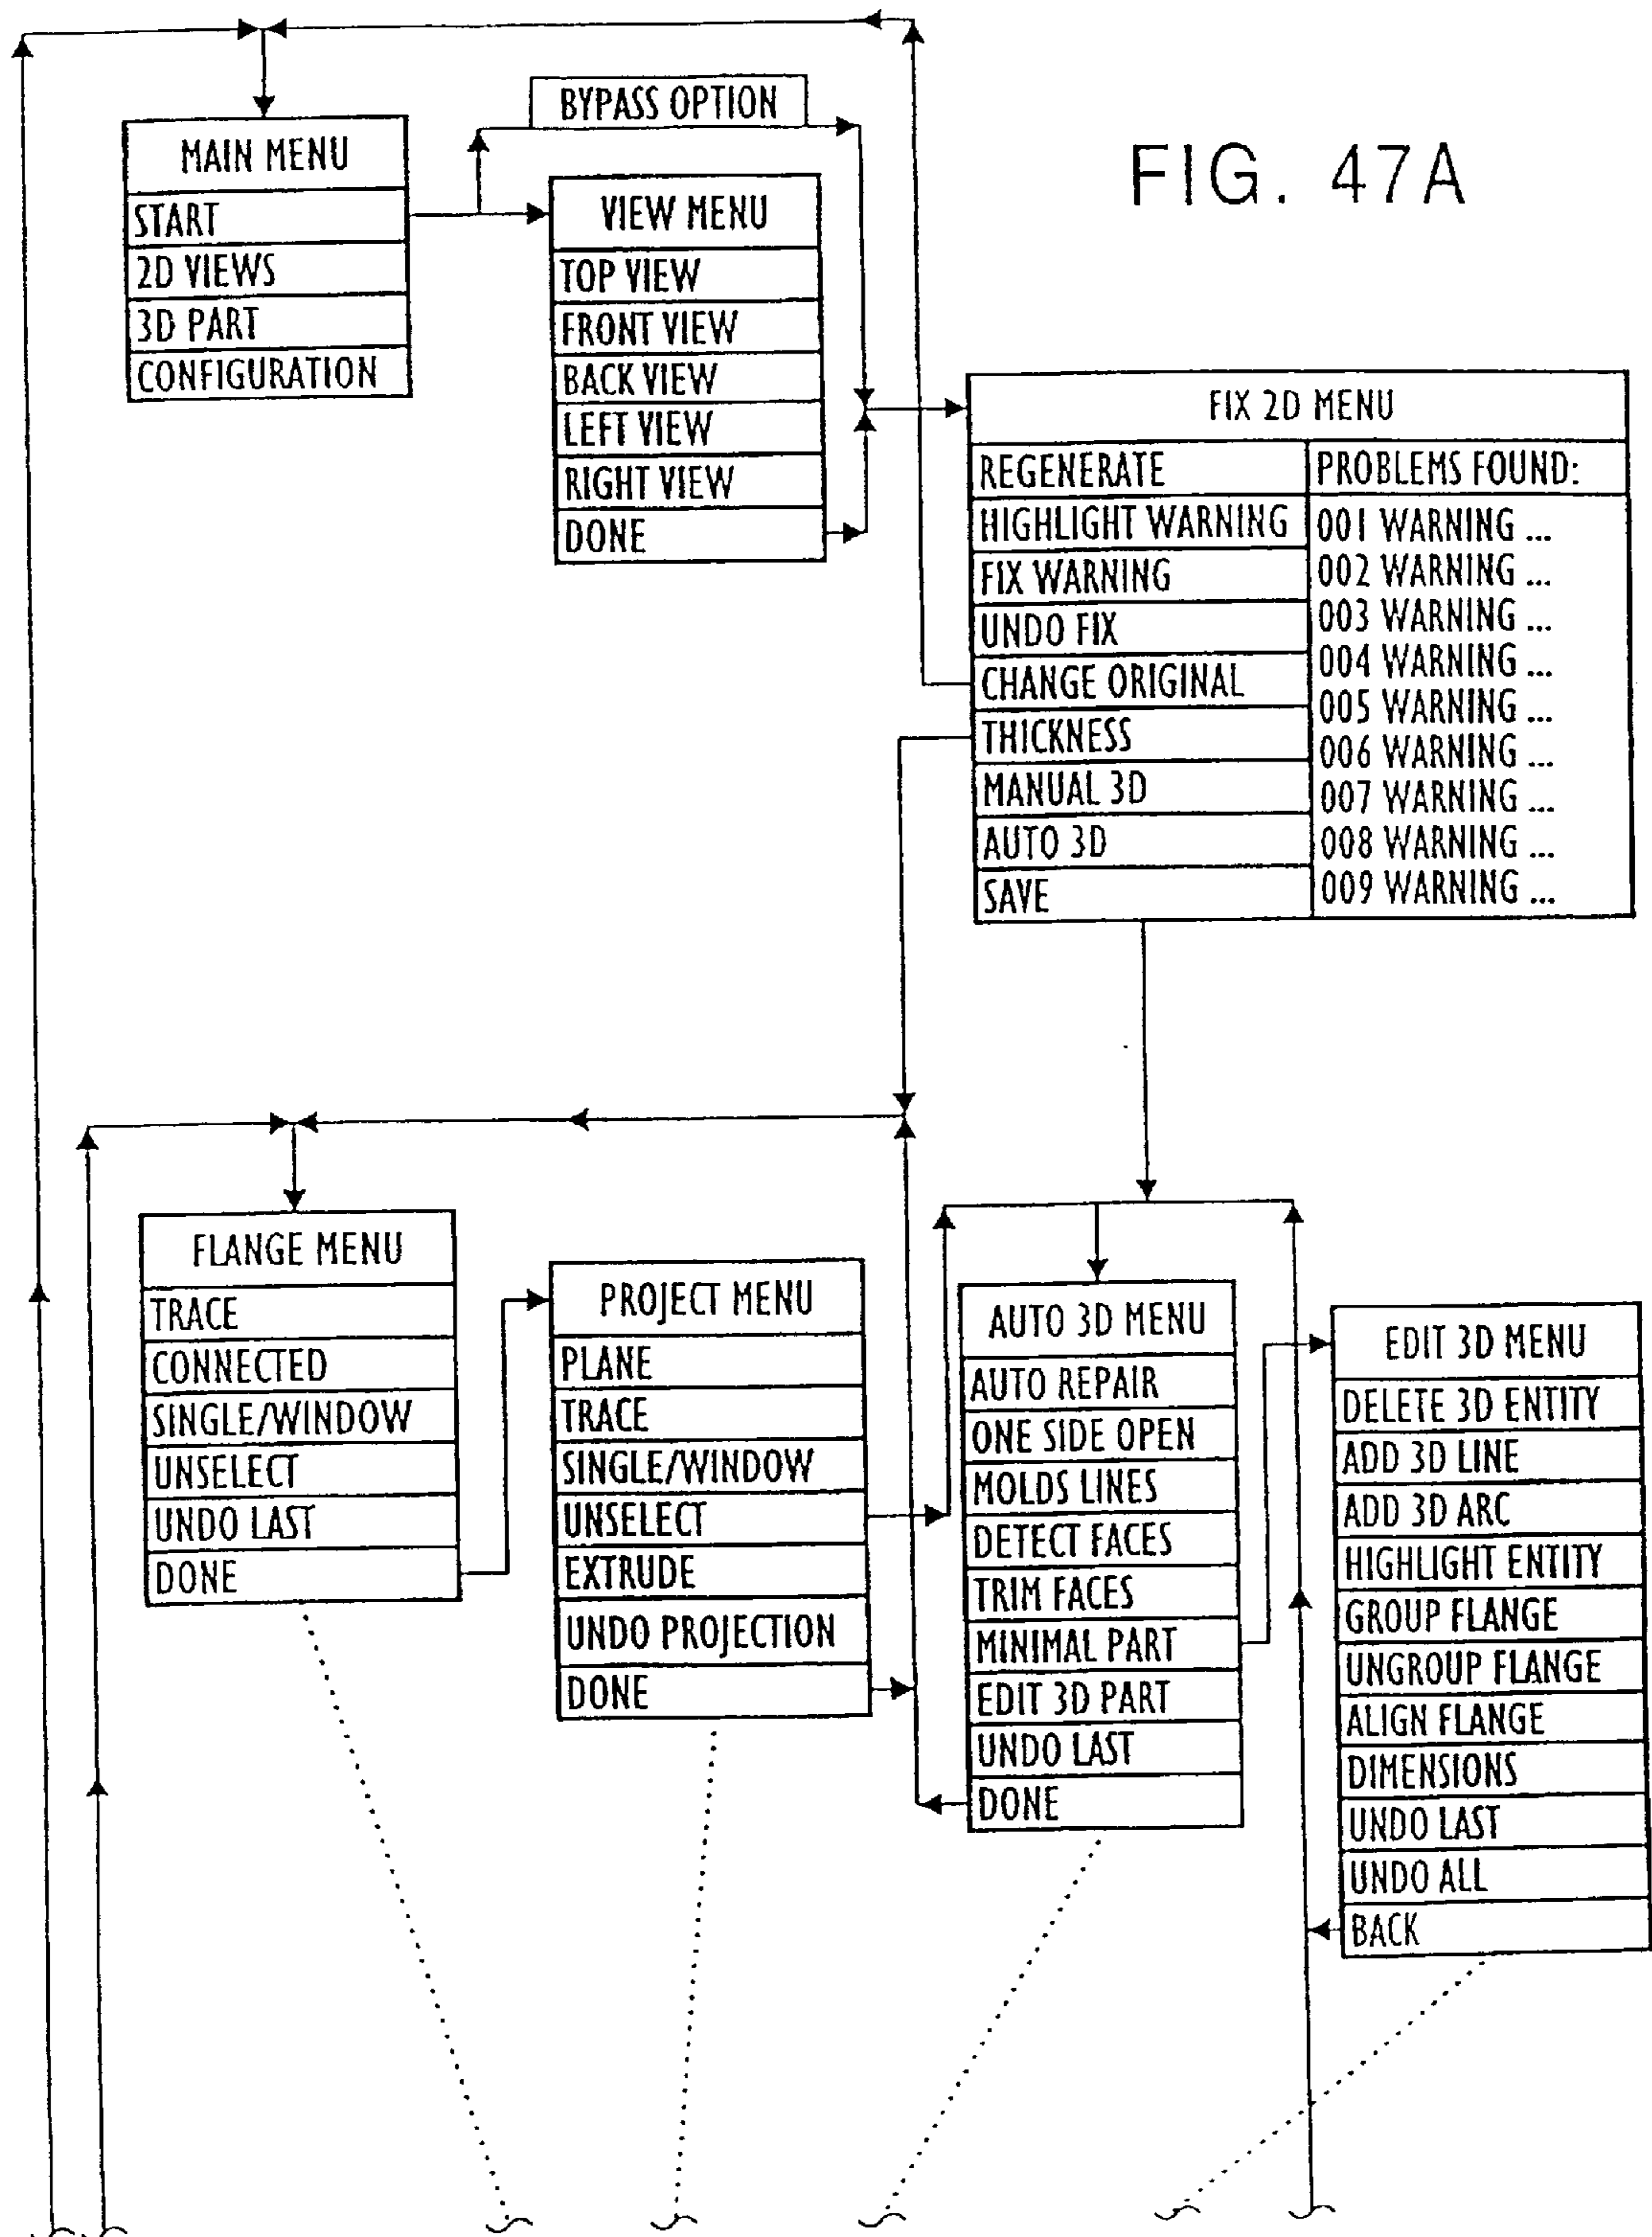 FIG. 47A
BYPASS OPTION
MAIN MENU
START
2D VIEWS
3D PART
CONFIGURATION
VIEW MENU
TOP VIEW
FRONT VIEW
BACK VIEW
LEFT VIEW
RIGHT VIEW
DONE
FIX 2D MENU
REGENERATE
HIGHLIGHT WARNING
FIX WARNING
UNDO FIX
CHANGE ORIGINAL
THICKNESS
MANUAL 3D
AUTO 3D
SAVE
PROBLEMS FOUND:
001 WARNING ...
002 WARNING ...
003 WARNING ...
004 WARNING ...
005 WARNING ...
006 WARNING ...
007 WARNING ...
008 WARNING ...
009 WARNING ...
FLANGE MENU
TRACE
CONNECTED
SINGLE/WINDOW
UNSELECT
UNDO LAST
DONE
PROJECT MENU
PLANE
TRACE
SINGLE/WINDOW
UNSELECT
EXTRUDE
UNDO PROJECTION
DONE
AUTO 3D MENU
AUTO REPAIR
ONE SIDE OPEN
MOLDS LINES
DETECT FACES
TRIM FACES
MINIMAL PART
EDIT 3D PART
UNDO LAST
DONE
EDIT 3D MENU
DELETE 3D ENTITY
ADD 3D LINE
ADD 3D ARC
HIGHLIGHT ENTITY
GROUP FLANGE
UNGROUP FLANGE
ALIGN FLANGE
DIMENSIONS
UNDO LAST
UNDO ALL
BACK